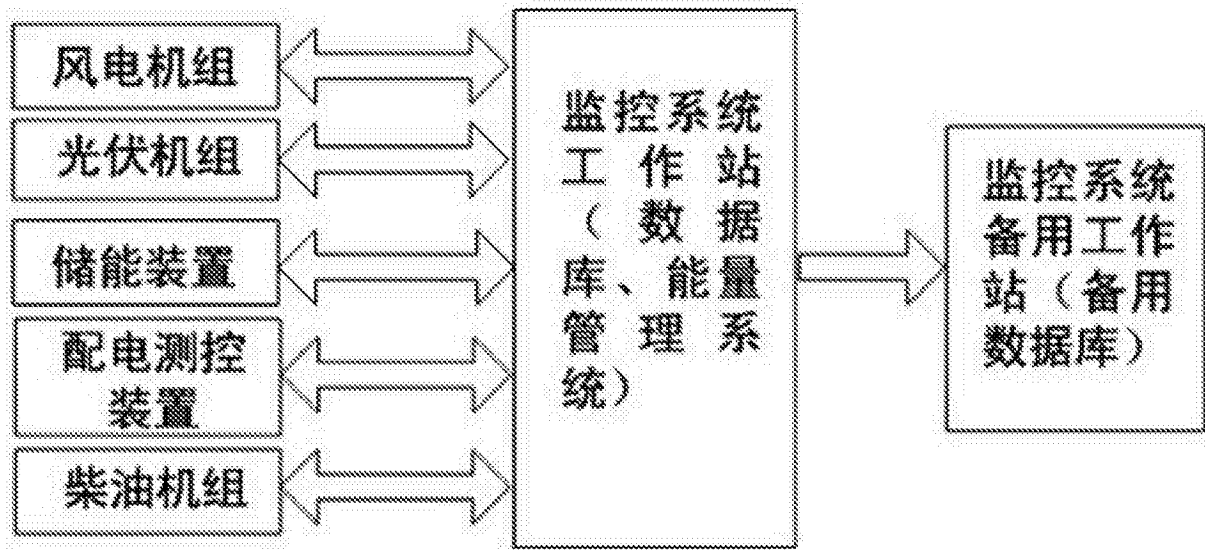 风电机组
光伏机组
储能装置
配电测控
装置
柴油机组
监控系统
工作站
（数据
库、能量
管理系
统）
监控系统
备用工作
站（备用
数据库）